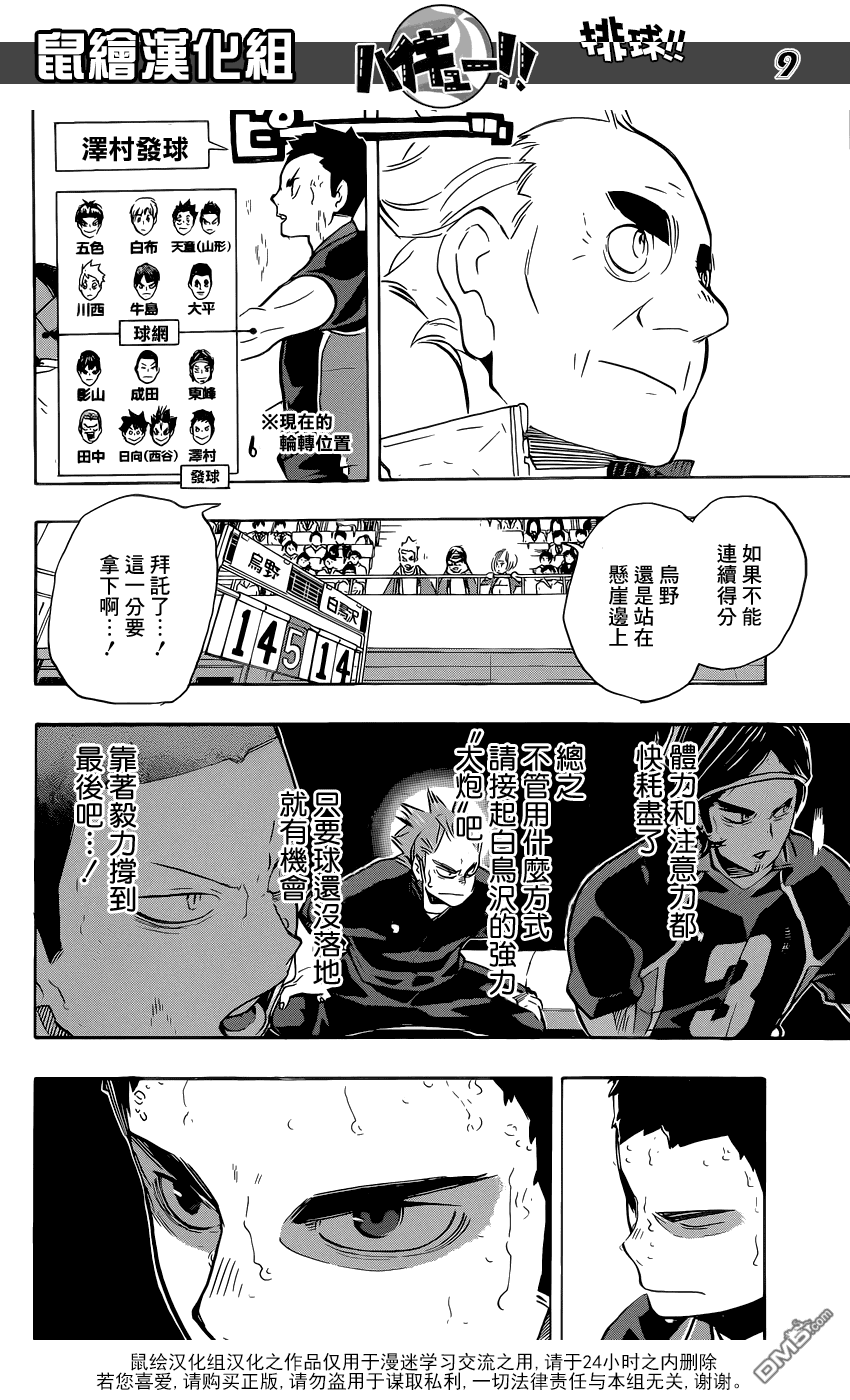 鼠繪漢化組
ハイキュー!!
排球!!
9
澤村發球
ピ
五色 白布 天童(山形)
川西 牛島 大平
球網
影山 成田 東峰
田中 日向(西谷) 澤村
發球
※現在的
輪轉位置
如果不能
連續得分
烏野
還是站在
懸崖邊上
烏野
白鳥沢
14 5 14
拜託了…!
這一分要
拿下啊…!
體力和注意力都
快耗盡了
3
總之
不管用什麼方式
請接起白鳥沢的強力
"大炮"吧
只要球還沒落地
就有機會
靠著毅力撐到
最後吧…!
DM5.com
鼠绘汉化组汉化之作品仅用于漫迷学习交流之用, 请于24小时之内删除
若您喜爱, 请购买正版, 请勿盗用于谋取私利, 一切法律责任与本组无关, 谢谢。